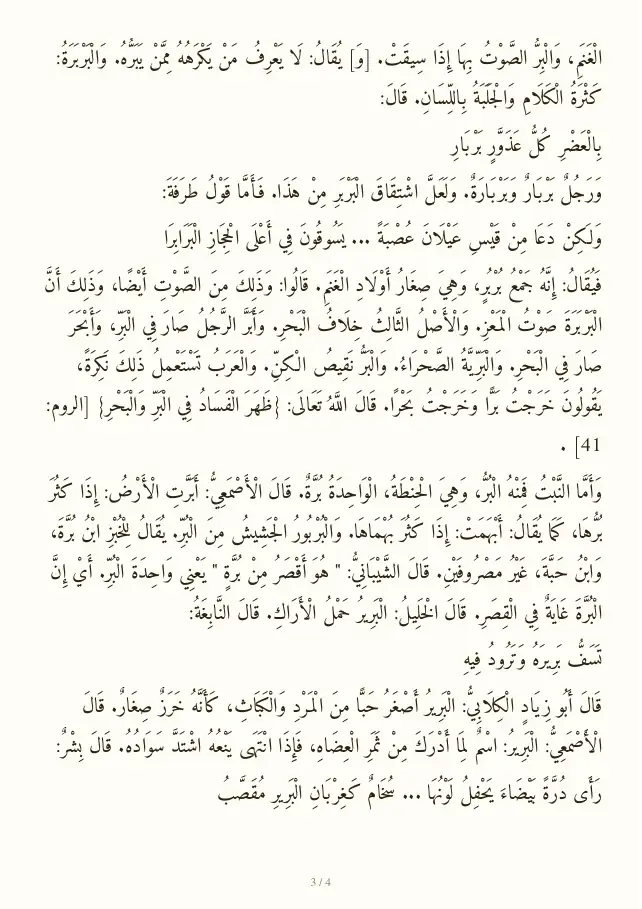 الْغَنَمِ، وَالْبِرُّ الصَّوْتُ بِهَا إِذَا سِيقَتْ. [وَ] يُقَالُ: لَا يَعْرِفُ مَنْ يَكْرَهُهُ مِمَّنْ يَبَرُّهُ. وَالْبَرْبَرَةُ:
كَثْرَةُ الْكَلَامِ وَالْجَلَبَةُ بِاللِّسَانِ. قَالَ:
بِالْعَضْرِ كُلُّ عَذَوَّرٍ بَرْبَارِ
وَرَجُلٌ بَرْبَارٌ وَبَرْبَارَةٌ. وَلَعَلَّ اشْتِقَاقَ الْبَرْبَرِ مِنْ هَذَا. فَأَمَّا قَوْلُ طَرَفَةَ:
وَلَكِنْ دَعَا مِنْ قَيْسِ عَيْلَانَ عُصْبَةً ... يَسُوقُونَ فِي أَعْلَى الْحِجَازِ الْبَرَابِرَا
فَيُقَالُ: إِنَّهُ جَمْعُ بُرْبُرٍ، وَهِيَ صِغَارُ أَوْلَادِ الْغَنَمِ. قَالُوا: وَذَلِكَ مِنَ الصَّوْتِ أَيْضًا، وَذَلِكَ أَنَّ
الْبَرْبَرَةَ صَوْتُ الْمَعْزِ. وَالْأَصْلُ الثَّالِثُ خِلَافُ الْبَحْرِ. وَأَبَرَّ الرَّجُلُ صَارَ فِي الْبَرِّ، وَأَبْحَرَ
صَارَ فِي الْبَحْرِ. وَالْبَرِّيَّةُ الصَّحْرَاءُ. وَالْبَرُّ نَقِيصُ الْكِنِّ. وَالْعَرَبُ تَسْتَعْمِلُ ذَلِكَ نَكِرَةً،
يَقُولُونَ خَرَجْتُ بَرًّا وَخَرَجْتُ بَحْرًا. قَالَ اللَّهُ تَعَالَى: {ظَهَرَ الْفَسَادُ فِي الْبَرِّ وَالْبَحْرِ} [الروم:
41] .
وَأَمَّا النَّبْتُ فَمِنْهُ الْبُرُّ، وَهِيَ الْحِنْطَةُ، الْوَاحِدَةُ بُرَّةٌ. قَالَ الْأَصْمَعِيُّ: أَبَرَّتِ الْأَرْضُ: إِذَا كَثُرَ
بُرُّهَا، كَمَا يُقَالُ: أَبْهَمَتْ: إِذَا كَثُرَ بُهْمَاهَا. وَالْبُرْبُورُ الْجَشِيشُ مِنَ الْبُرِّ. يُقَالُ لِلْخُبْزِ ابْنُ بُرَّةَ،
وَابْنُ حَبَّةَ، غَيْرُ مَصْرُوفَيْنِ. قَالَ الشَّيْبَانِيُّ: " هُوَ أَقْصَرُ مِنْ بُرَّةٍ " يَعْنِي وَاحِدَةَ الْبُرِّ. أَيْ إِنَّ
الْبُرَّةَ غَايَةٌ فِي الْقِصَرِ. قَالَ الْخَلِيلُ: الْبَرِيرُ حَمْلُ الْأَرَاكِ. قَالَ النَّابِغَةُ:
تَسَفُّ بَرِيرَهُ وَتَرُودُ فِيهِ
قَالَ أَبُو زِيَادٍ الْكِلَابِيُّ: الْبَرِيرُ أَصْغَرُ حَبًّا مِنَ الْمَرْدِ وَالْكَبَاثِ، كَأَنَّهُ خَرَزٌ صِغَارٌ. قَالَ
الْأَصْمَعِيُّ: الْبَرِيرُ: اسْمٌ لِمَا أَدْرَكَ مِنْ ثَمَرِ الْعِضَاهِ، فَإِذَا انْتَهَى يَنْعُهُ اشْتَدَّ سَوَادُهُ. قَالَ بِشْرٌ:
رَأَى دُرَّةً بَيْضَاءَ يَحْفِلُ لَوْنُهَا ... سُخَامٌ كَغِرْبَانِ الْبَرِيرِ مُقَصَّبُ
3 / 4